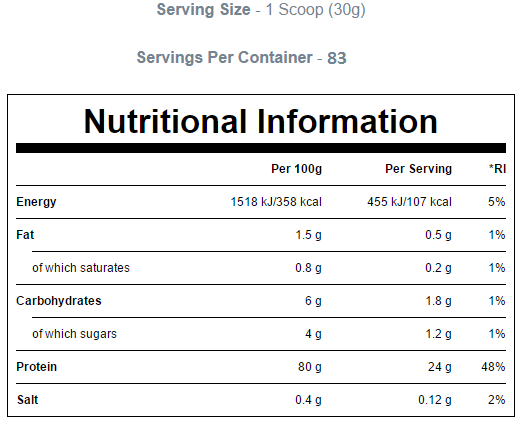 Serving Size - 1 Scoop (30g)
Servings Per Container - 83
Nutritional Information
Per 100g Per Serving *RI
Energy 1518 kJ/358 kcal 455 kJ/107 kcal 5%
Fat 1.5 g 0.5 g 1%
of which saturates 0.8 g 0.2 g 1%
Carbohydrates 6 g 1.8 g 1%
of which sugars 4 g 1.2 g 1%
Protein 80 g 24 g 48%
Salt 0.4 g 0.12 g 2%